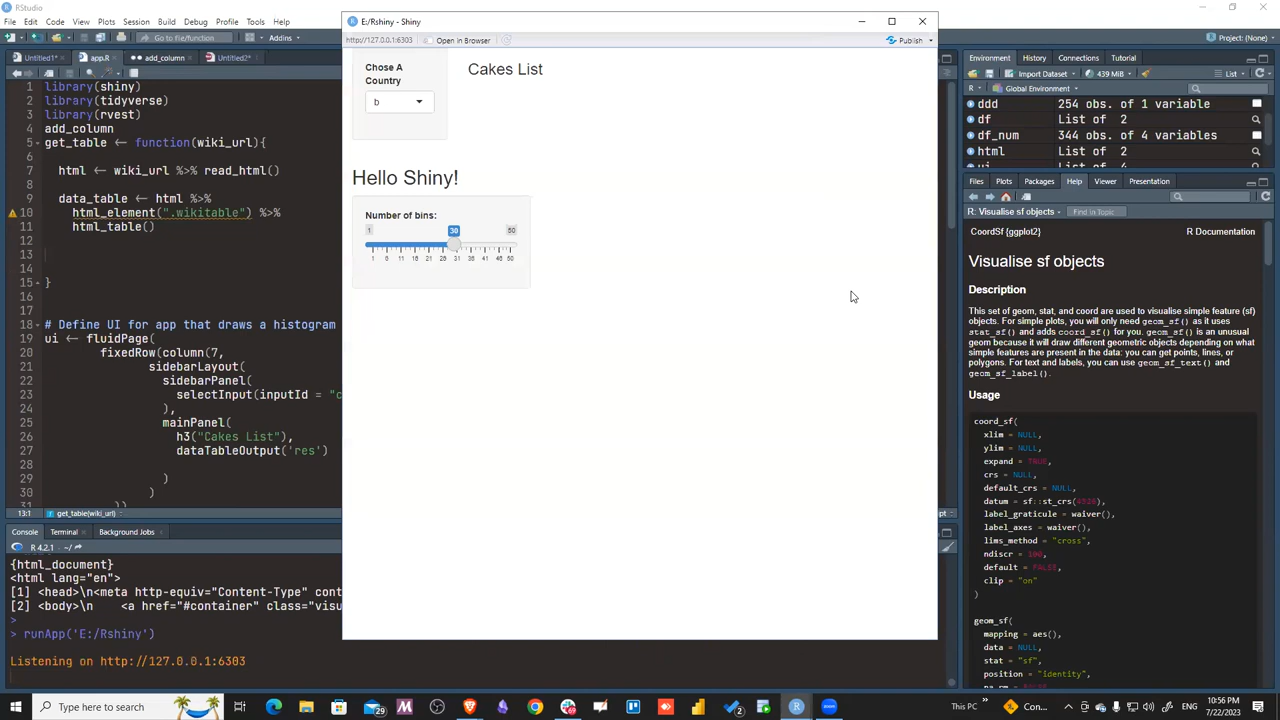 RStudio
File Edit Code View Plots Session Build Debug Profile Tools Help
Go to file/function
Addins
Project: (None)
Untitled1*
app.R
add_column
Untitled2*
1 library(shiny)
2 library(tidyverse)
3 library(rvest)
4 add_column
5 get_table <- function(wiki_url){
6
7 html <- wiki_url %>% read_html()
8
9 data_table <- html %>%
10 html_element(".wikitable") %>%
11 html_table()
12
13
14
15 }
16
17
18 # Define UI for app that draws a histogram
19 ui <- fluidPage(
20 fixedRow(column(7,
21 sidebarLayout(
22 sidebarPanel(
23 selectInput(inputId = "c
24 ),
25 mainPanel(
26 h3("Cakes List"),
27 dataTableOutput('res')
28
29 )
30 )
31 ))
13:1 get_table(wiki_url)
Console Terminal Background Jobs
R 4.2.1 · ~/
{html_document}
<html lang="en">
[1] <head>\n<meta http-equiv="Content-Type" cont
[2] <body>\n <a href="#container" class="visu
>
> runApp('E:/Rshiny')
Listening on http://127.0.0.1:6303
E:/Rshiny - Shiny
http://127.0.0.1:6303
Open in Browser
Publish
Chose A
Country
b
Cakes List
Hello Shiny!
Number of bins:
1 30 50
1 6 11 16 21 26 31 36 41 46 50
Environment History Connections Tutorial
Import Dataset
439 MiB
List
R
Global Environment
ddd 254 obs. of 1 variable
df List of 2
df_num 344 obs. of 4 variables
html List of 2
ui
Files Plots Packages Help Viewer Presentation
R: Visualise sf objects
Find in Topic
CoordSf {ggplot2} R Documentation
Visualise sf objects
Description
This set of geom, stat, and coord are used to visualise simple feature (sf)
objects. For simple plots, you will only need geom_sf() as it uses
stat_sf() and adds coord_sf() for you. geom_sf() is an unusual
geom because it will draw different geometric objects depending on what
simple features are present in the data: you can get points, lines, or
polygons. For text and labels, you can use geom_sf_text() and
geom_sf_label().
Usage
coord_sf(
xlim = NULL,
ylim = NULL,
expand = TRUE,
crs = NULL,
default_crs = NULL,
datum = sf::st_crs(4326),
label_graticule = waiver(),
label_axes = waiver(),
lims_method = "cross",
ndiscr = 100,
default = FALSE,
clip = "on"
)
geom_sf(
mapping = aes(),
data = NULL,
stat = "sf",
position = "identity",
Type here to search
29
2
This PC
Con...
10:56 PM
7/22/2023